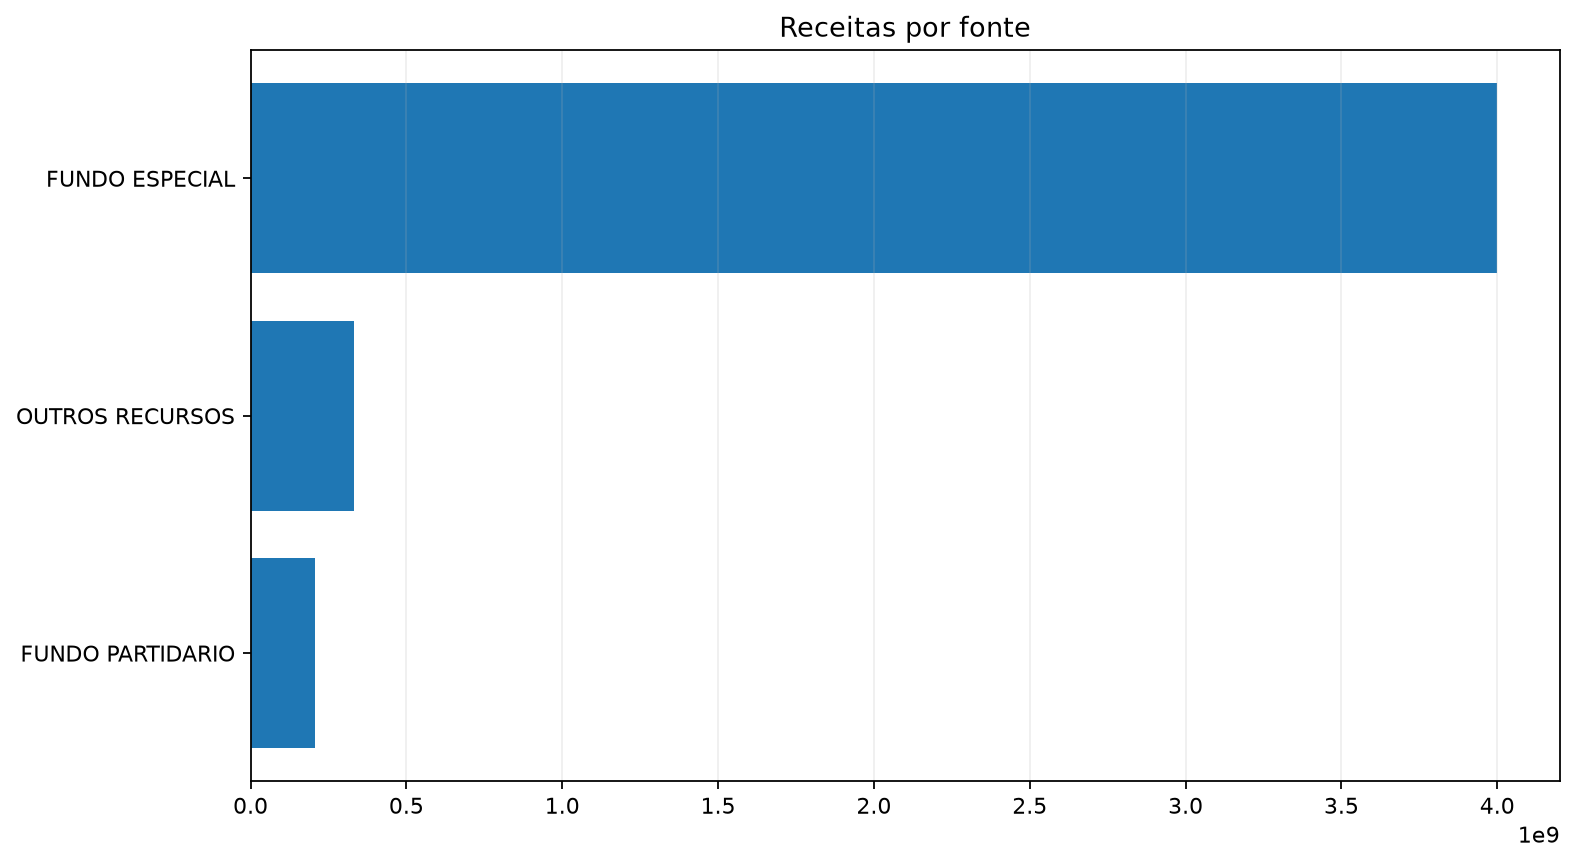 Receitas por fonte
FUNDO ESPECIAL
OUTROS RECURSOS
FUNDO PARTIDARIO
0.0 0.5 1.0 1.5 2.0 2.5 3.0 3.5 4.0
1e9